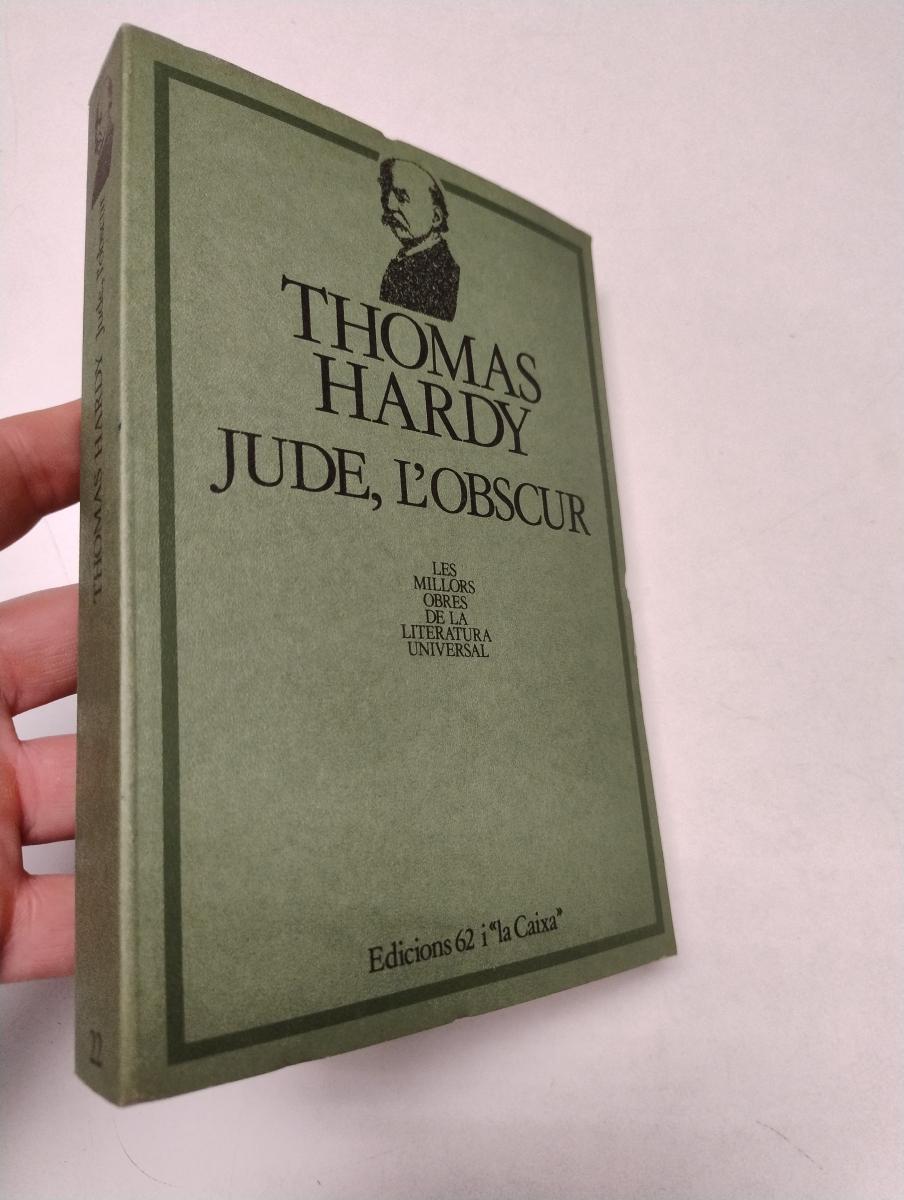 THOMAS
HARDY
JUDE, L'OBSCUR
LES
MILLORS
OBRES
DE LA
LITERATURA
UNIVERSAL
Edicions 62 i «la Caixa»
THOMAS HARDY Jude, l'obscur
22